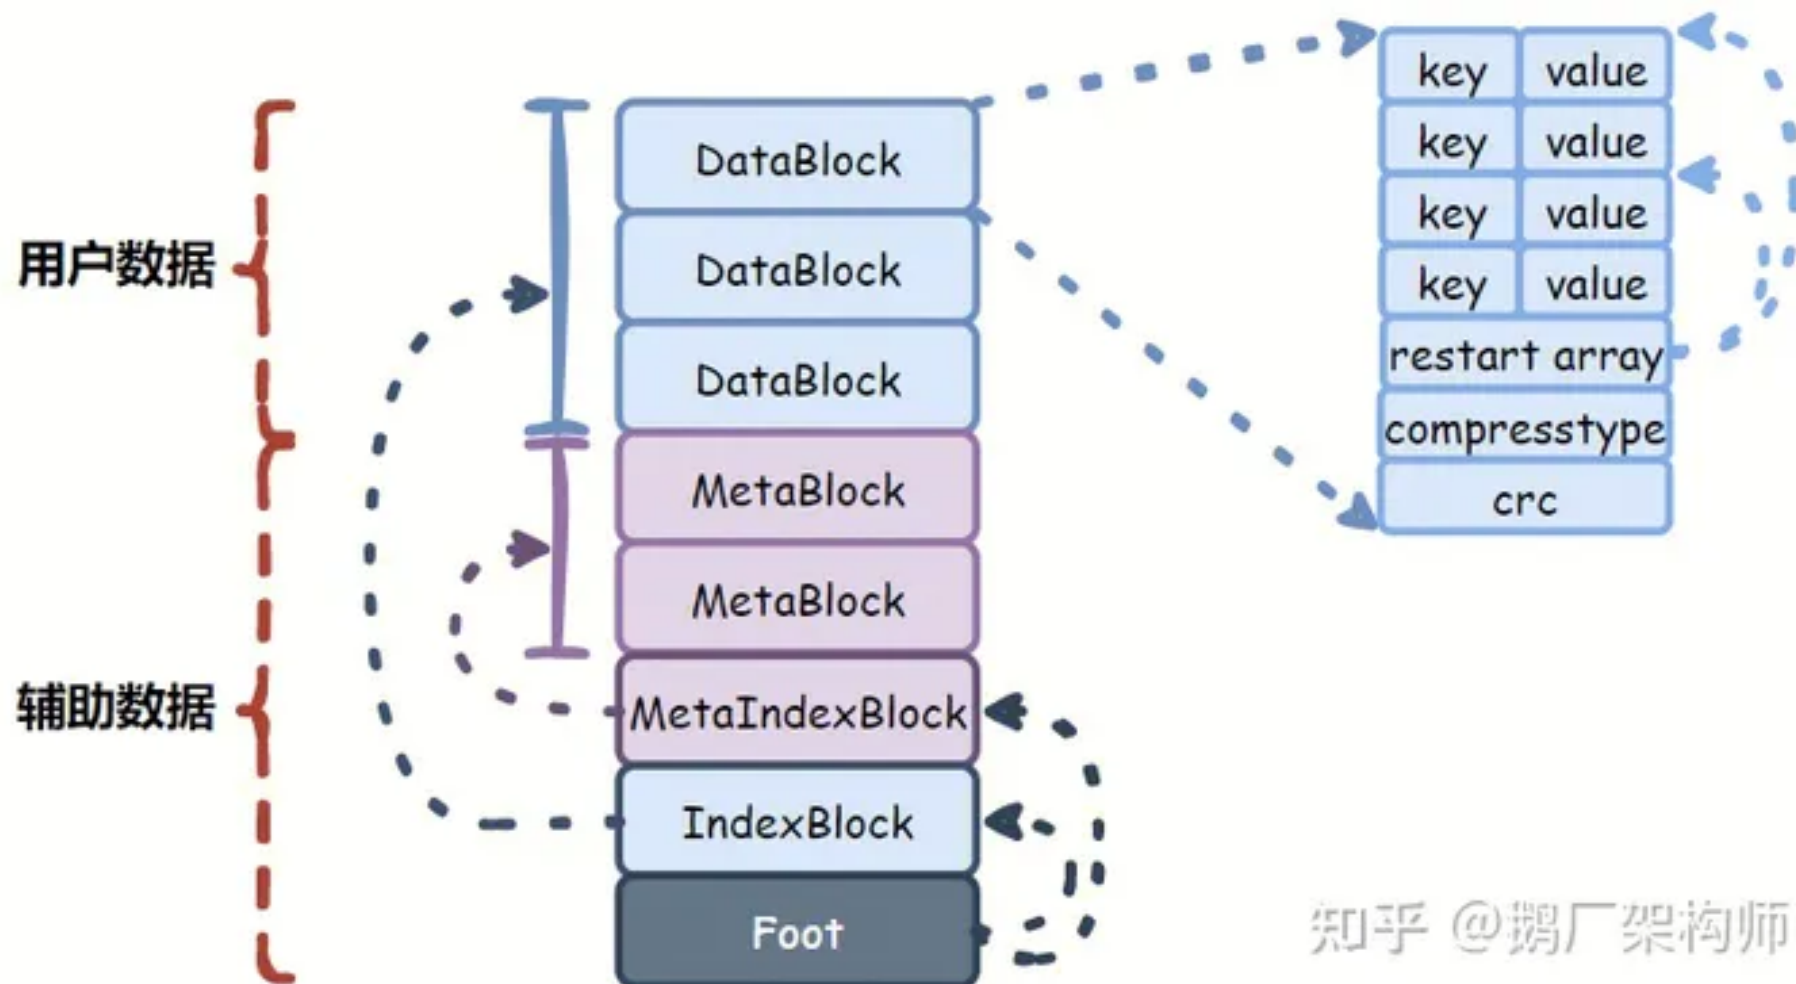 用户数据
辅助数据
DataBlock
DataBlock
DataBlock
MetaBlock
MetaBlock
MetaIndexBlock
IndexBlock
Foot
key value
key value
key value
key value
restart array
compresstype
crc
知乎 @鹅厂架构师